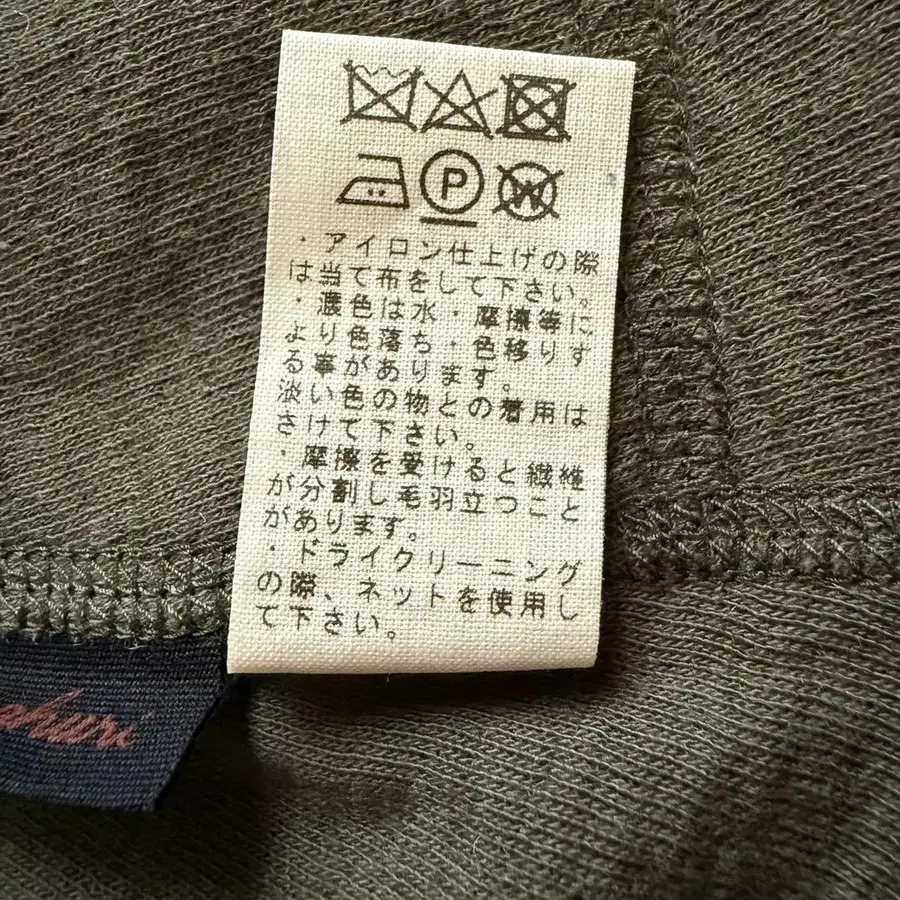 P
W
・アイロン仕上げの際
は当て布をして下さい。
・濃色は水・摩擦等に
より色落ち・色移りす
る事があります。
淡い色の物との着用は
さけて下さい。
・摩擦を受けると繊維
が分割し毛羽立つこと
があります。
・ドライクリーニング
の際、ネットを使用し
て下さい。